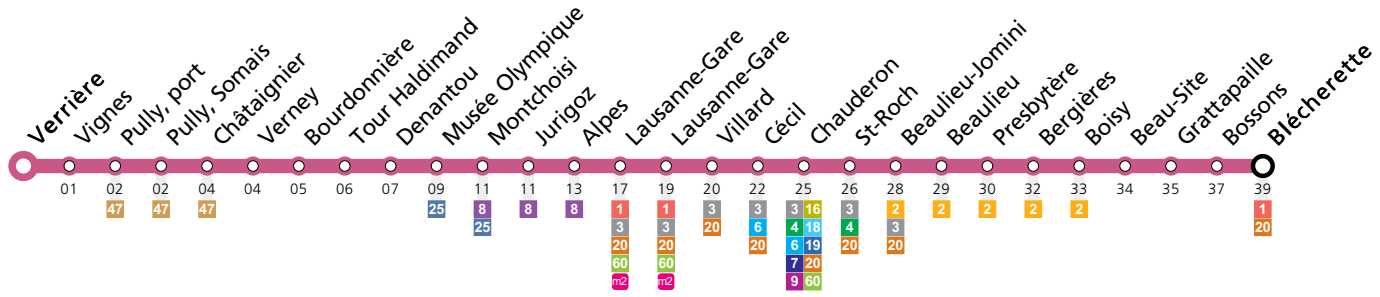 Verrière
Vignes
Pully, port
Pully, Somais
Châtaignier
Verney
Bourdonnière
Tour Haldimand
Denantou
Musée Olympique
Montchoisi
Jurigoz
Alpes
Lausanne-Gare
Lausanne-Gare
Villard
Cécil
Chauderon
St-Roch
Beaulieu-Jomini
Beaulieu
Presbytère
Bergières
Boisy
Beau-Site
Grattapaille
Bossons
Blécherette
01 02 02 04 04 05 06 07 09 11 11 13 17 19 20 22 25 26 28 29 30 32 33 34 35 37 39
47 47 47 25 8 8 8 1 1 3 3 3 16 3 2 2 2 2 2 1
25 3 3 20 6 4 18 4 3 20
20 20 20 6 19 20 20
60 60 7 20
m2 m2 9 60